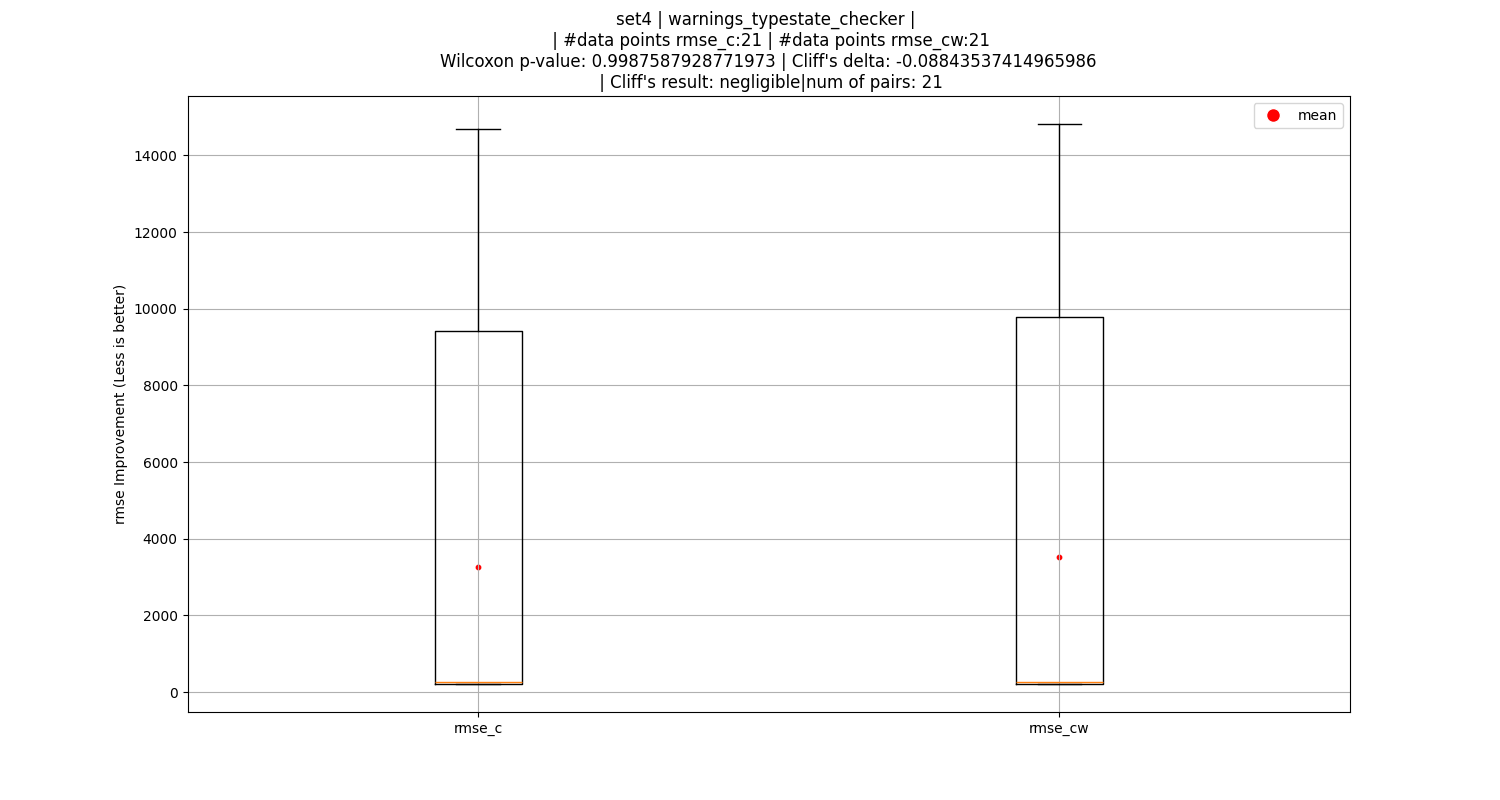 set4 | warnings_typestate_checker |
| #data points rmse_c:21 | #data points rmse_cw:21
Wilcoxon p-value: 0.9987587928771973 | Cliff's delta: -0.08843537414965986
| Cliff's result: negligible|num of pairs: 21
mean
14000
12000
10000
8000
6000
4000
2000
0
rmse Improvement (Less is better)
rmse_c
rmse_cw